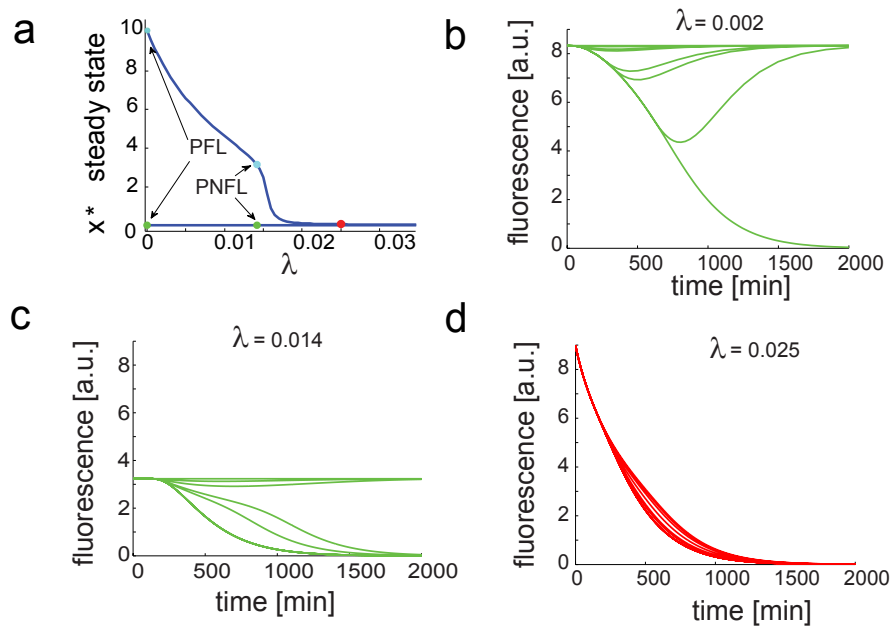 a
x* steady state
10
8
6
4
2
0
PFL
PNFL
0 0.01 0.02 0.03
λ
b
λ = 0.002
fluorescence [a.u.]
8
6
4
2
0
0 500 1000 1500 2000
time [min]
c
λ = 0.014
fluorescence [a.u.]
8
6
4
2
0
500 1000 1500 2000
time [min]
d
λ = 0.025
fluorescence [a.u.]
8
6
4
2
0
0 500 1000 1500 2000
time [min]